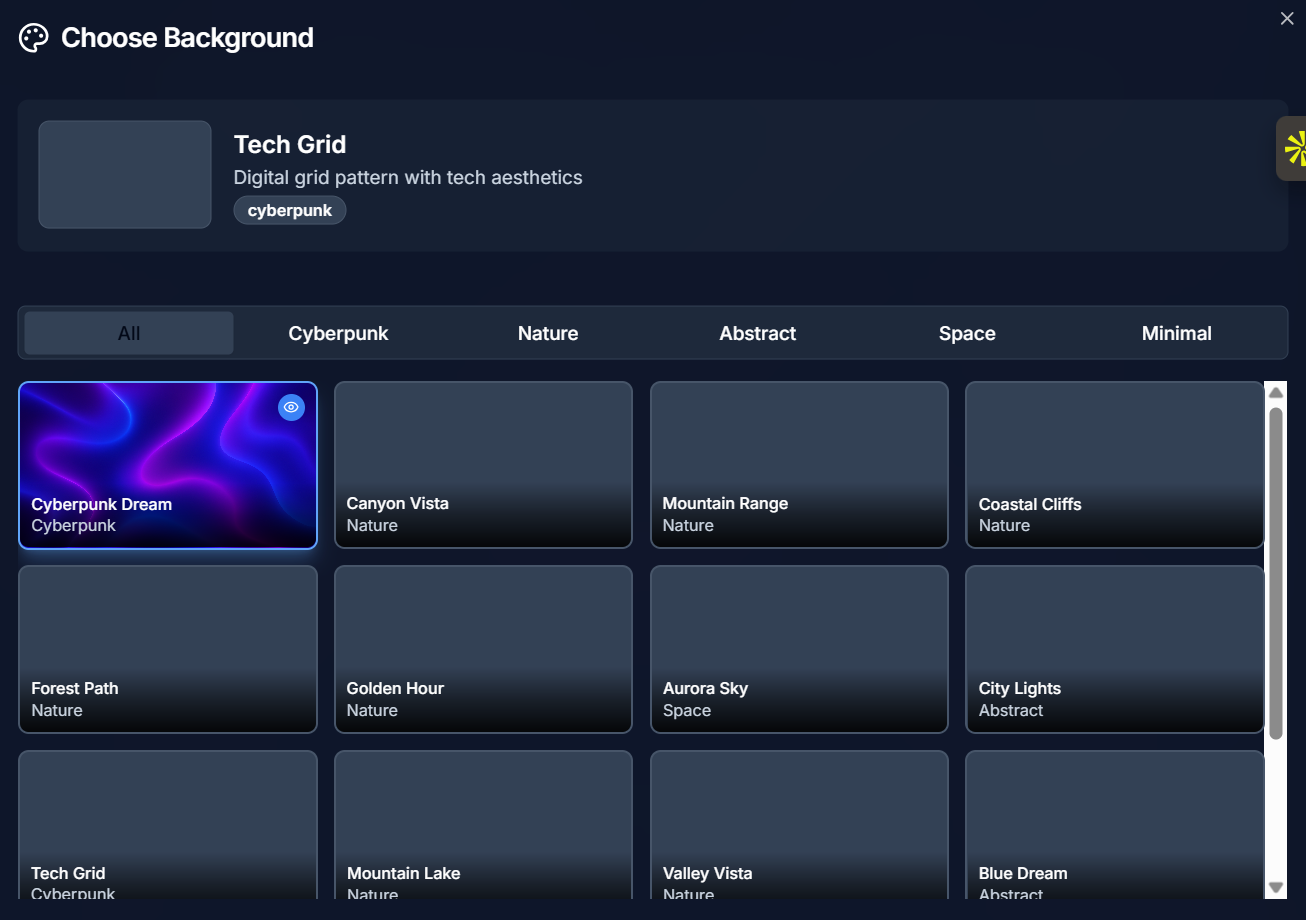 Choose Background
Tech Grid
Digital grid pattern with tech aesthetics
cyberpunk
All Cyberpunk Nature Abstract Space Minimal
Cyberpunk Dream
Cyberpunk
Canyon Vista
Nature
Mountain Range
Nature
Coastal Cliffs
Nature
Forest Path
Nature
Golden Hour
Nature
Aurora Sky
Space
City Lights
Abstract
Tech Grid
Cyberpunk
Mountain Lake
Nature
Valley Vista
Nature
Blue Dream
Abstract